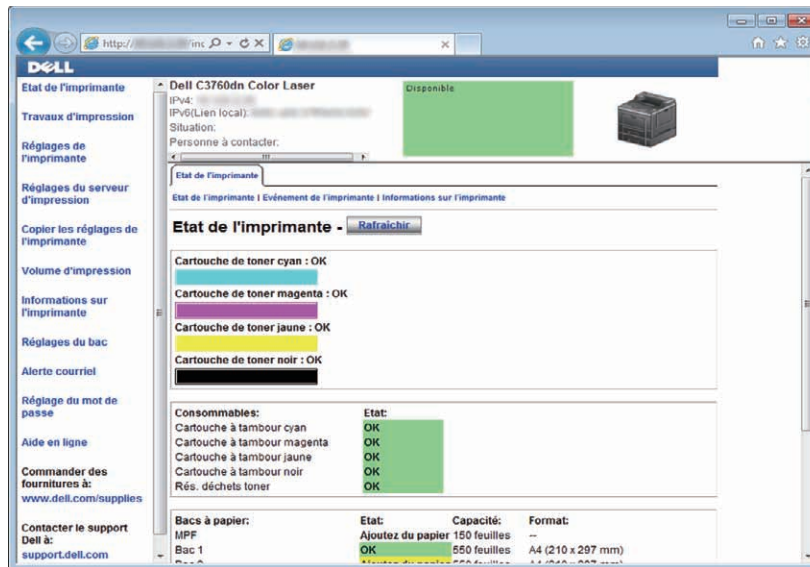 http://
/inc
DELL
Etat de l'imprimante
Travaux d'impression
Réglages de
l'imprimante
Réglages du serveur
d'impression
Copier les réglages de
l'imprimante
Volume d'impression
Informations sur
l'imprimante
Réglages du bac
Alerte courriel
Réglage du mot de
passe
Aide en ligne
Commander des
fournitures à:
www.dell.com/supplies
Contacter le support
Dell à:
support.dell.com
Dell C3760dn Color Laser
IPv4:
IPv6(Lien local):
Situation:
Personne à contacter:
Disponible
Etat de l'imprimante
Etat de l'imprimante I Evénement de l'imprimante I Informations sur l'imprimante
Etat de l'imprimante - Rafraîchir
Cartouche de toner cyan : OK
Cartouche de toner magenta : OK
Cartouche de toner jaune : OK
Cartouche de toner noir : OK
Consommables: Etat:
Cartouche à tambour cyan OK
Cartouche à tambour magenta OK
Cartouche à tambour jaune OK
Cartouche à tambour noir OK
Rés. déchets toner OK
Bacs à papier: Etat: Capacité: Format:
MPF Ajoutez du papier 150 feuilles --
Bac 1 OK 550 feuilles A4 (210 x 297 mm)